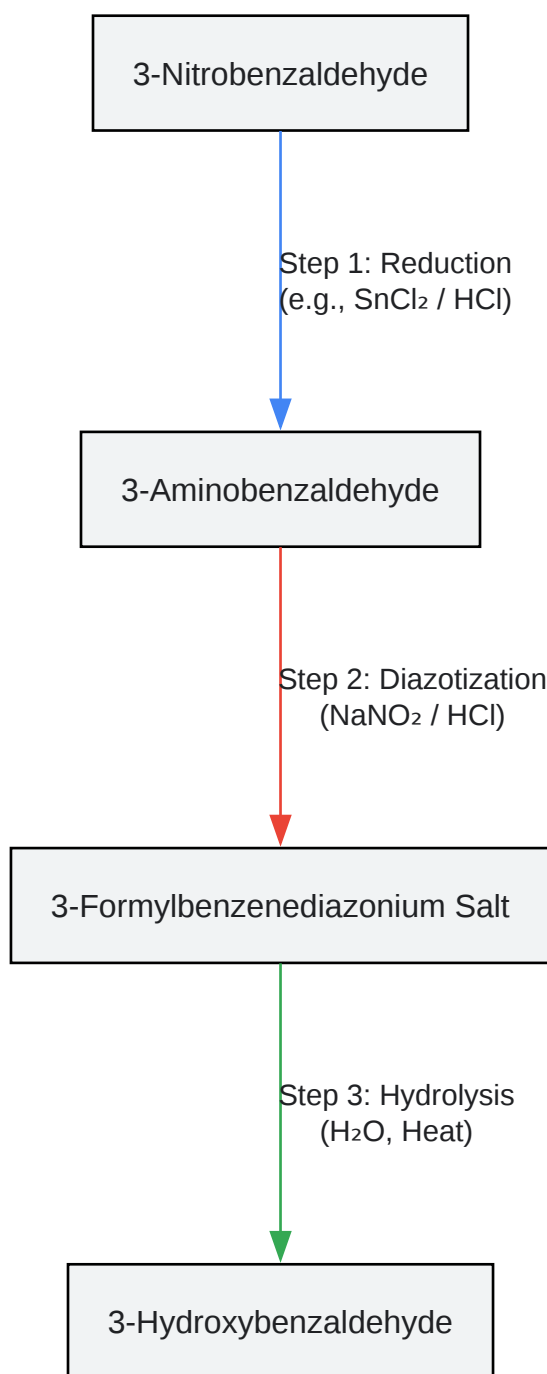 3-Nitrobenzaldehyde
Step 1: Reduction
(e.g., SnCl₂ / HCl)
3-Aminobenzaldehyde
Step 2: Diazotization
(NaNO₂ / HCl)
3-Formylbenzenediazonium Salt
Step 3: Hydrolysis
(H₂O, Heat)
3-Hydroxybenzaldehyde